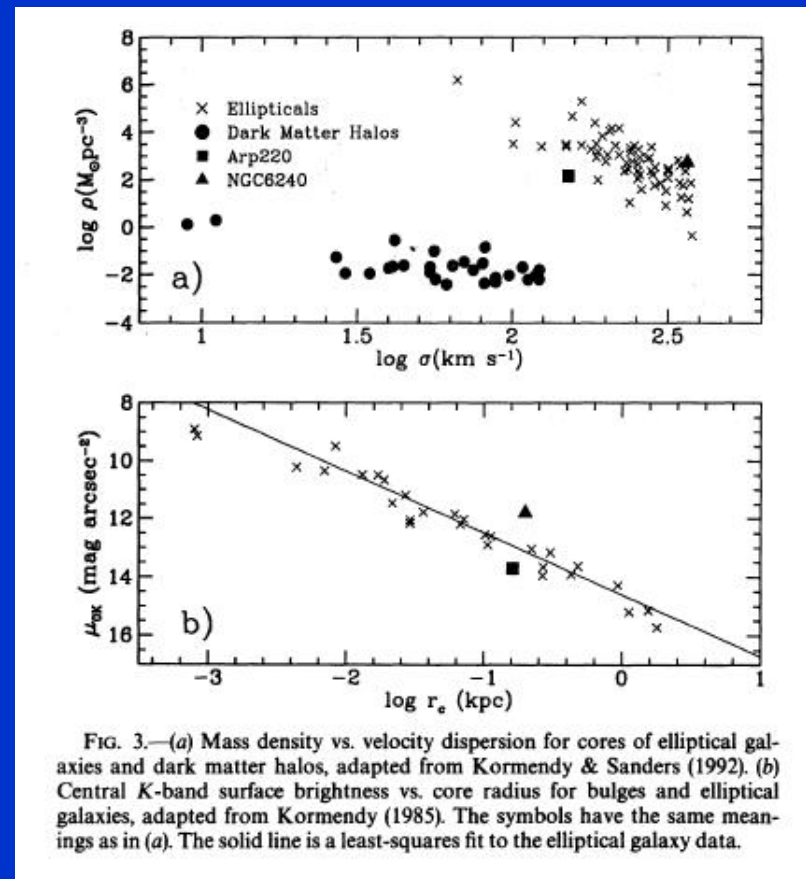 8
6
4
2
0
−2
−4
log ρ(M⊙pc⁻³)
× Ellipticals
● Dark Matter Halos
■ Arp220
▲ NGC6240
a)
1 1.5 2 2.5
log σ(km s⁻¹)
8
10
12
14
16
μ₀K (mag arcsec⁻²)
b)
−3 −2 −1 0 1
log r꜀ (kpc)
FIG. 3.—(a) Mass density vs. velocity dispersion for cores of elliptical gal-
axies and dark matter halos, adapted from Kormendy & Sanders (1992). (b)
Central K-band surface brightness vs. core radius for bulges and elliptical
galaxies, adapted from Kormendy (1985). The symbols have the same mean-
ings as in (a). The solid line is a least-squares fit to the elliptical galaxy data.